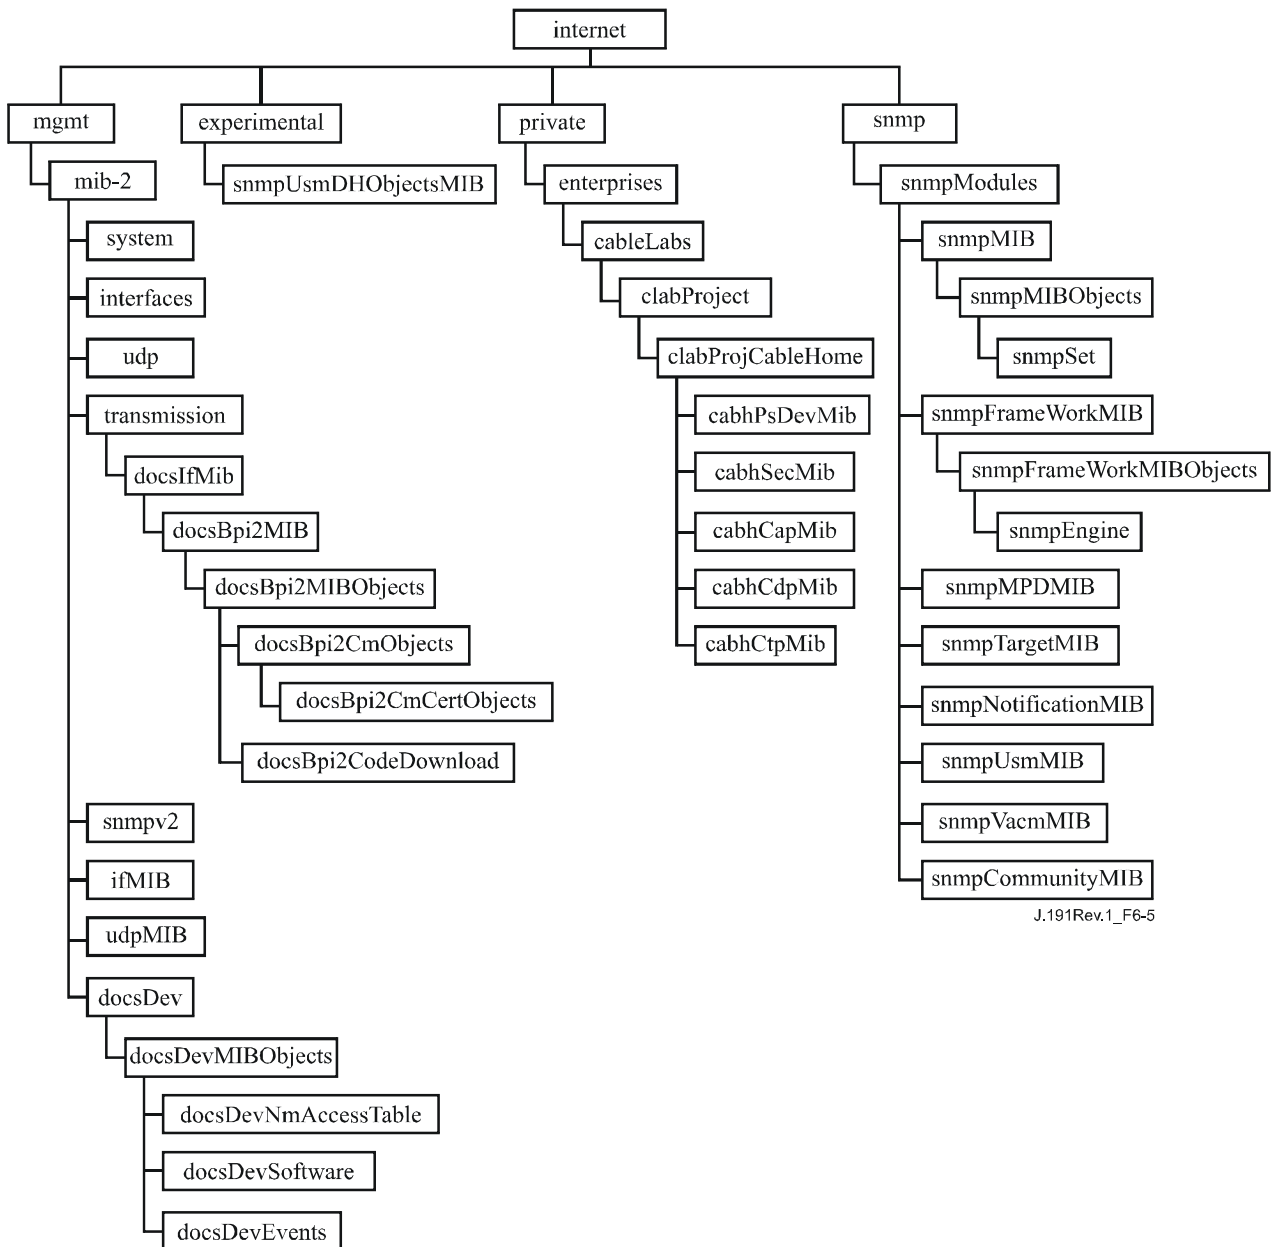 internet
mgmt
experimental
private
snmp
mib-2
snmpUsmDHObjectsMIB
enterprises
snmpModules
system
cableLabs
snmpMIB
interfaces
clabProject
snmpMIBObjects
udp
clabProjCableHome
snmpSet
transmission
cabhPsDevMib
snmpFrameWorkMIB
docsIfMib
cabhSecMib
snmpFrameWorkMIBObjects
docsBpi2MIB
cabhCapMib
snmpEngine
docsBpi2MIBObjects
cabhCdpMib
snmpMPDMIB
docsBpi2CmObjects
cabhCtpMib
snmpTargetMIB
docsBpi2CmCertObjects
snmpNotificationMIB
docsBpi2CodeDownload
snmpUsmMIB
snmpv2
snmpVacmMIB
ifMIB
snmpCommunityMIB
J.191Rev.1_F6-5
udpMIB
docsDev
docsDevMIBObjects
docsDevNmAccessTable
docsDevSoftware
docsDevEvents